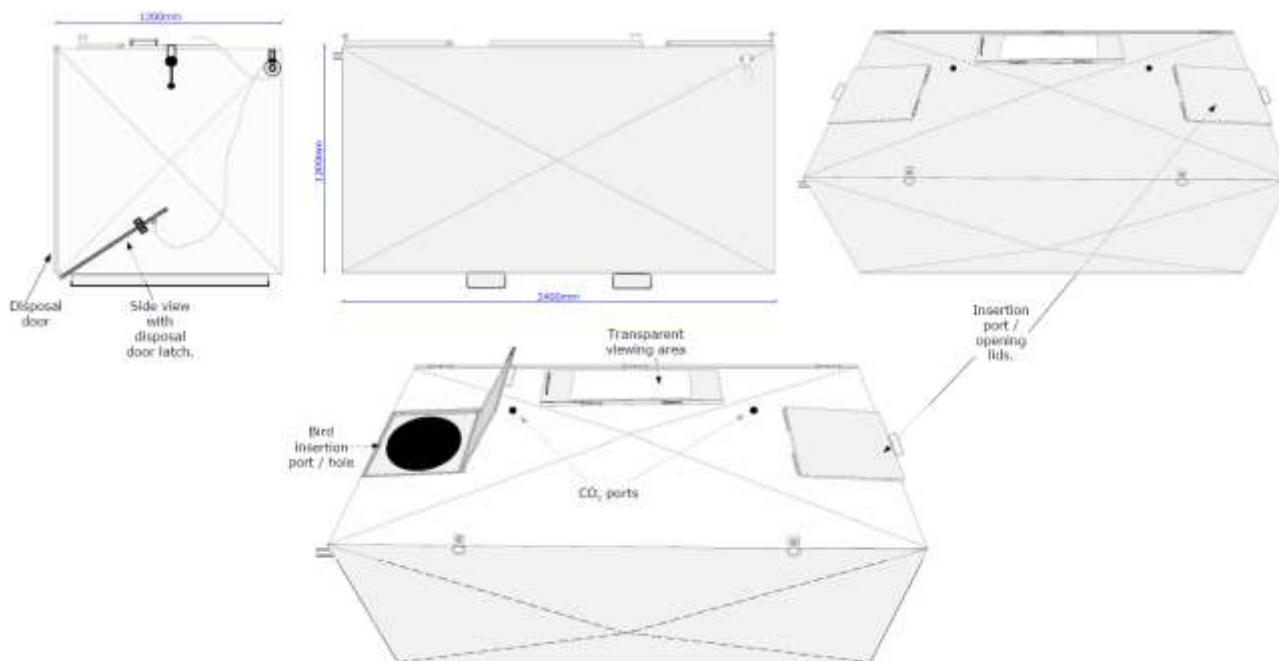 1200mm
1200mm
2400mm
Disposal
door
Side view
with
disposal
door latch.
Insertion
port /
opening
lids.
Transparent
viewing area
Bird
insertion
port / hole
CO₂ ports